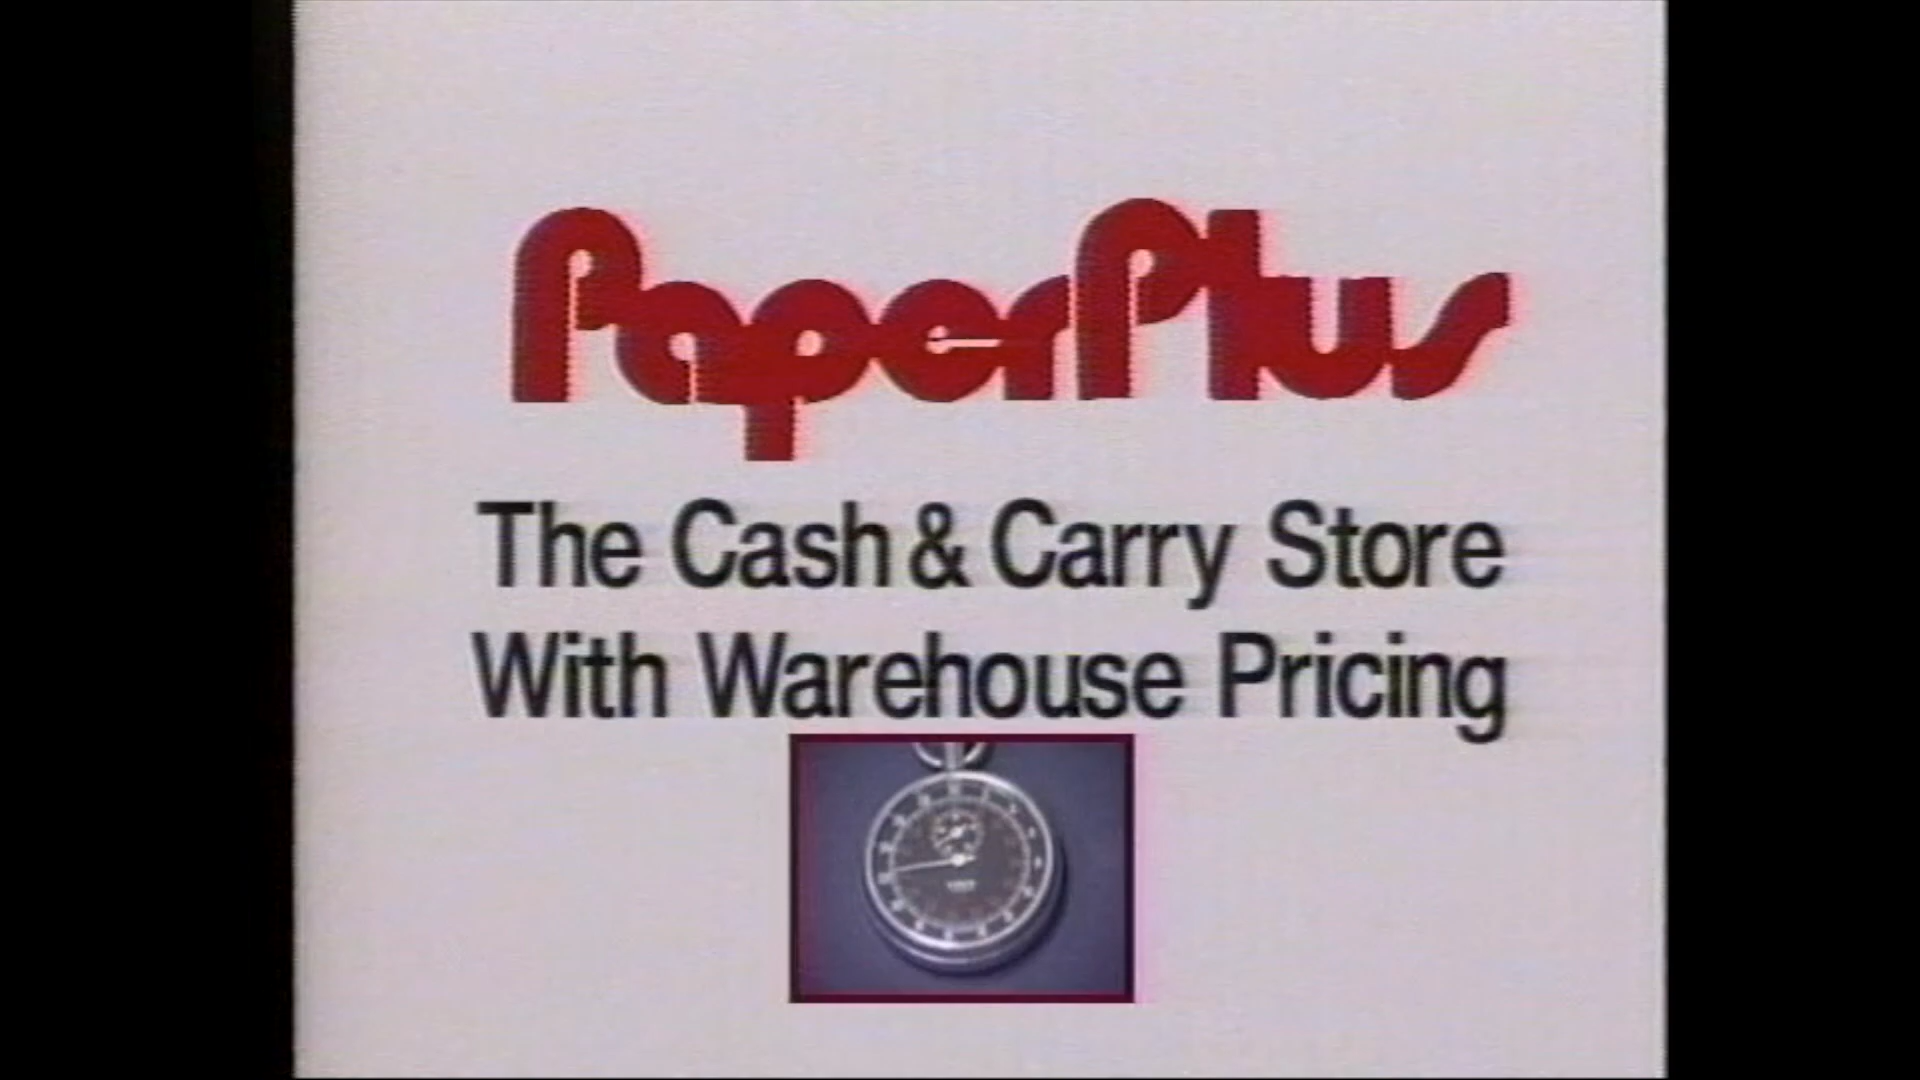 PaperPlus
The Cash & Carry Store
With Warehouse Pricing